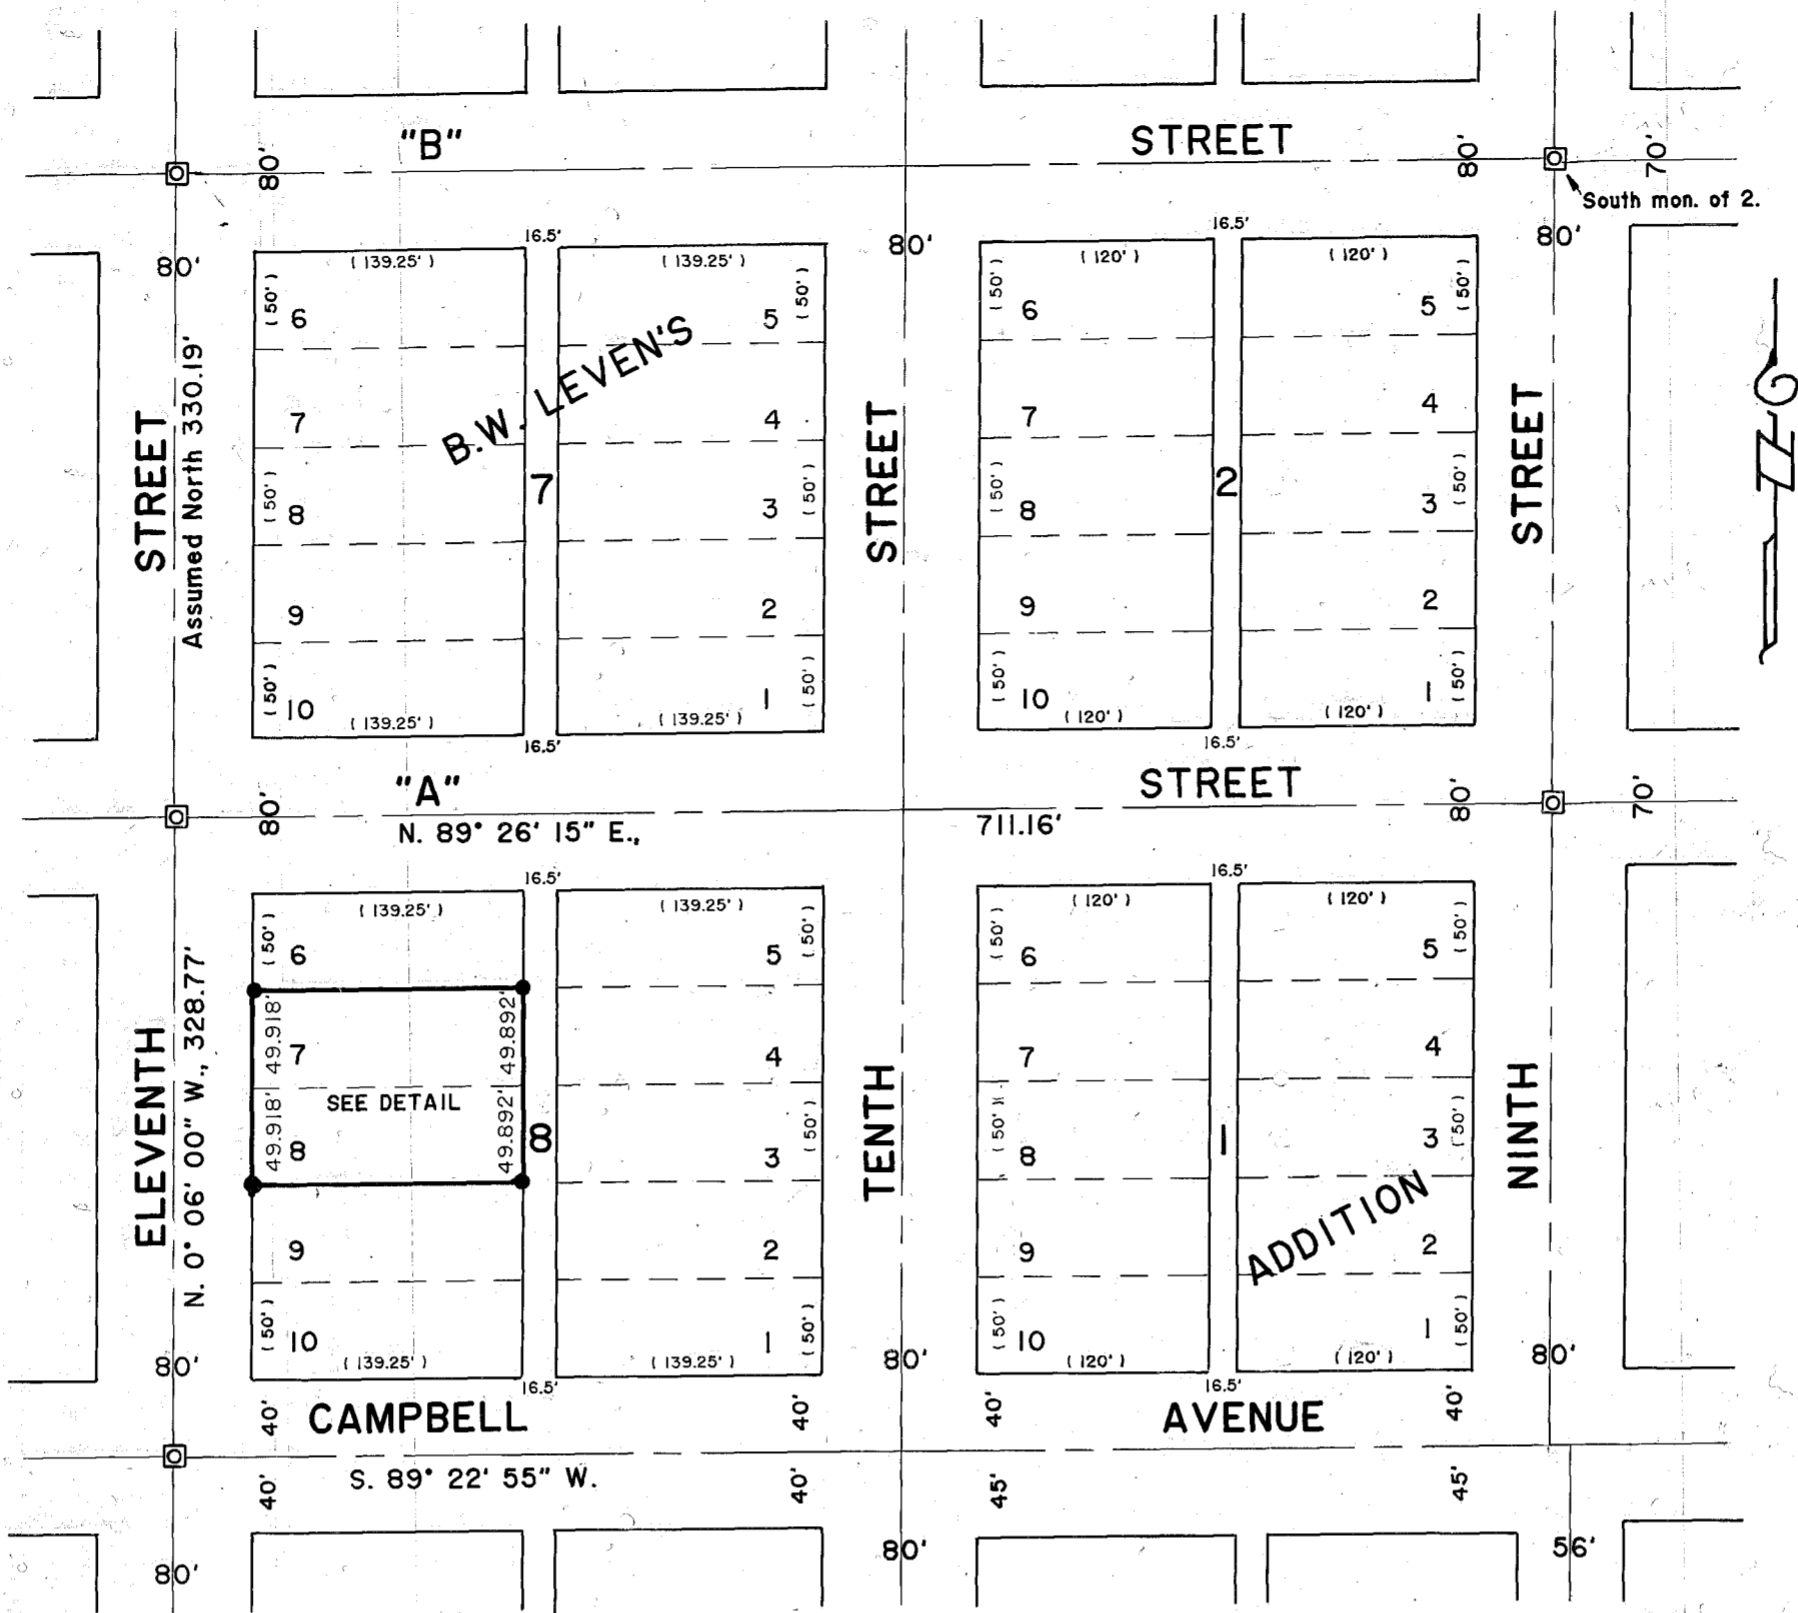 "B" STREET
80' 80' 70'
South mon. of 2.
80' 80' 80'
16.5' 16.5'
( 139.25' ) ( 139.25' ) ( 120' ) ( 120' )
( 50' ) 6 5 ( 50' ) ( 50' ) 6 5 ( 50' )
B.W. LEVEN'S
7 4 7 4
( 50' ) 8 7 3 ( 50' ) ( 50' ) 8 2 3 ( 50' )
9 2 9 2
( 50' ) 10 1 ( 50' ) ( 50' ) 10 1 ( 50' )
( 139.25' ) ( 139.25' ) ( 120' ) ( 120' )
16.5' 16.5'
STREET
Assumed North 330.19'
STREET
STREET
N
"A" STREET
80' 80' 70'
N. 89° 26' 15" E., 711.16'
16.5' 16.5'
( 139.25' ) ( 139.25' ) ( 120' ) ( 120' )
( 50' ) 6 5 ( 50' ) ( 50' ) 6 5 ( 50' )
49.918' 7 49.892' 4 7 4
SEE DETAIL
49.918' 8 49.892' 8 3 ( 50' ) ( 50' ) 8 1 3 ( 50' )
9 2 9 2
ADDITION
( 50' ) 10 1 ( 50' ) ( 50' ) 10 1 ( 50' )
( 139.25' ) ( 139.25' ) ( 120' ) ( 120' )
16.5' 16.5'
ELEVENTH
N. 0° 06' 00" W., 328.77"
TENTH
NINTH
80' 80' 80'
40' 40' 40' 40'
CAMPBELL AVENUE
S. 89° 22' 55" W.
40' 40' 45' 45'
80' 80' 56'